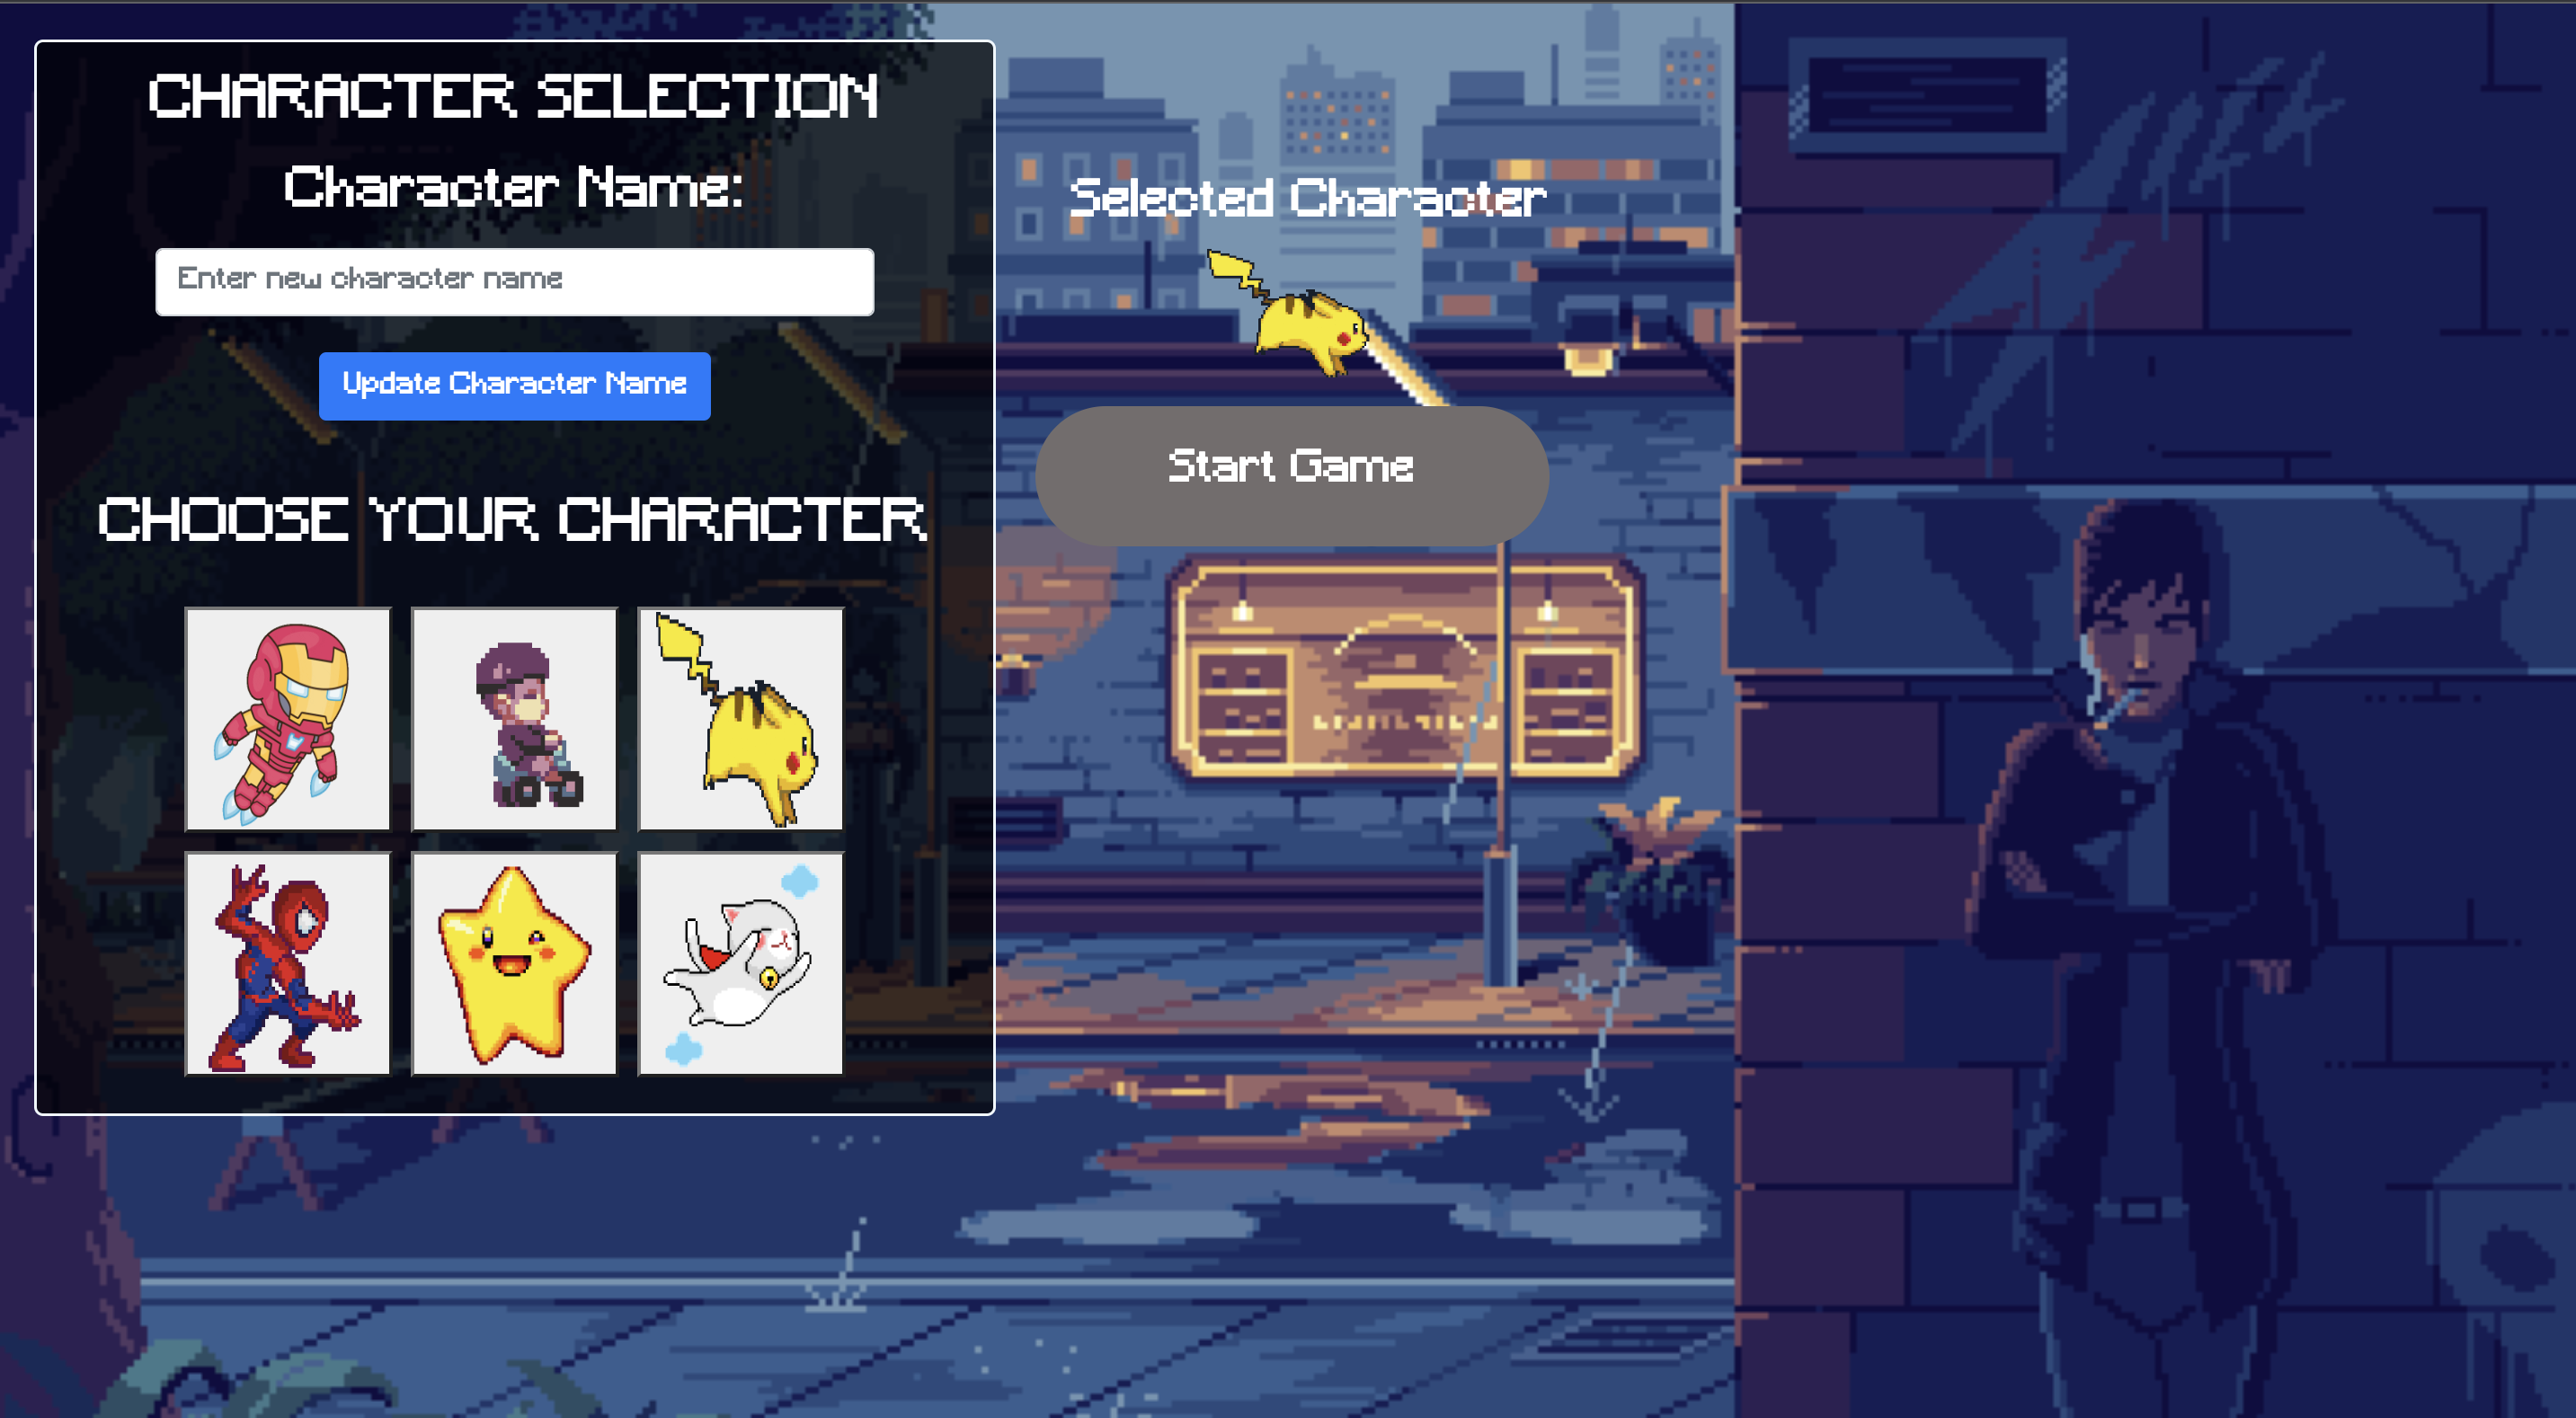 CHARACTER SELECTION
Character Name:
Enter new character name
Update Character Name
CHOOSE YOUR CHARACTER
Selected Character
Start Game